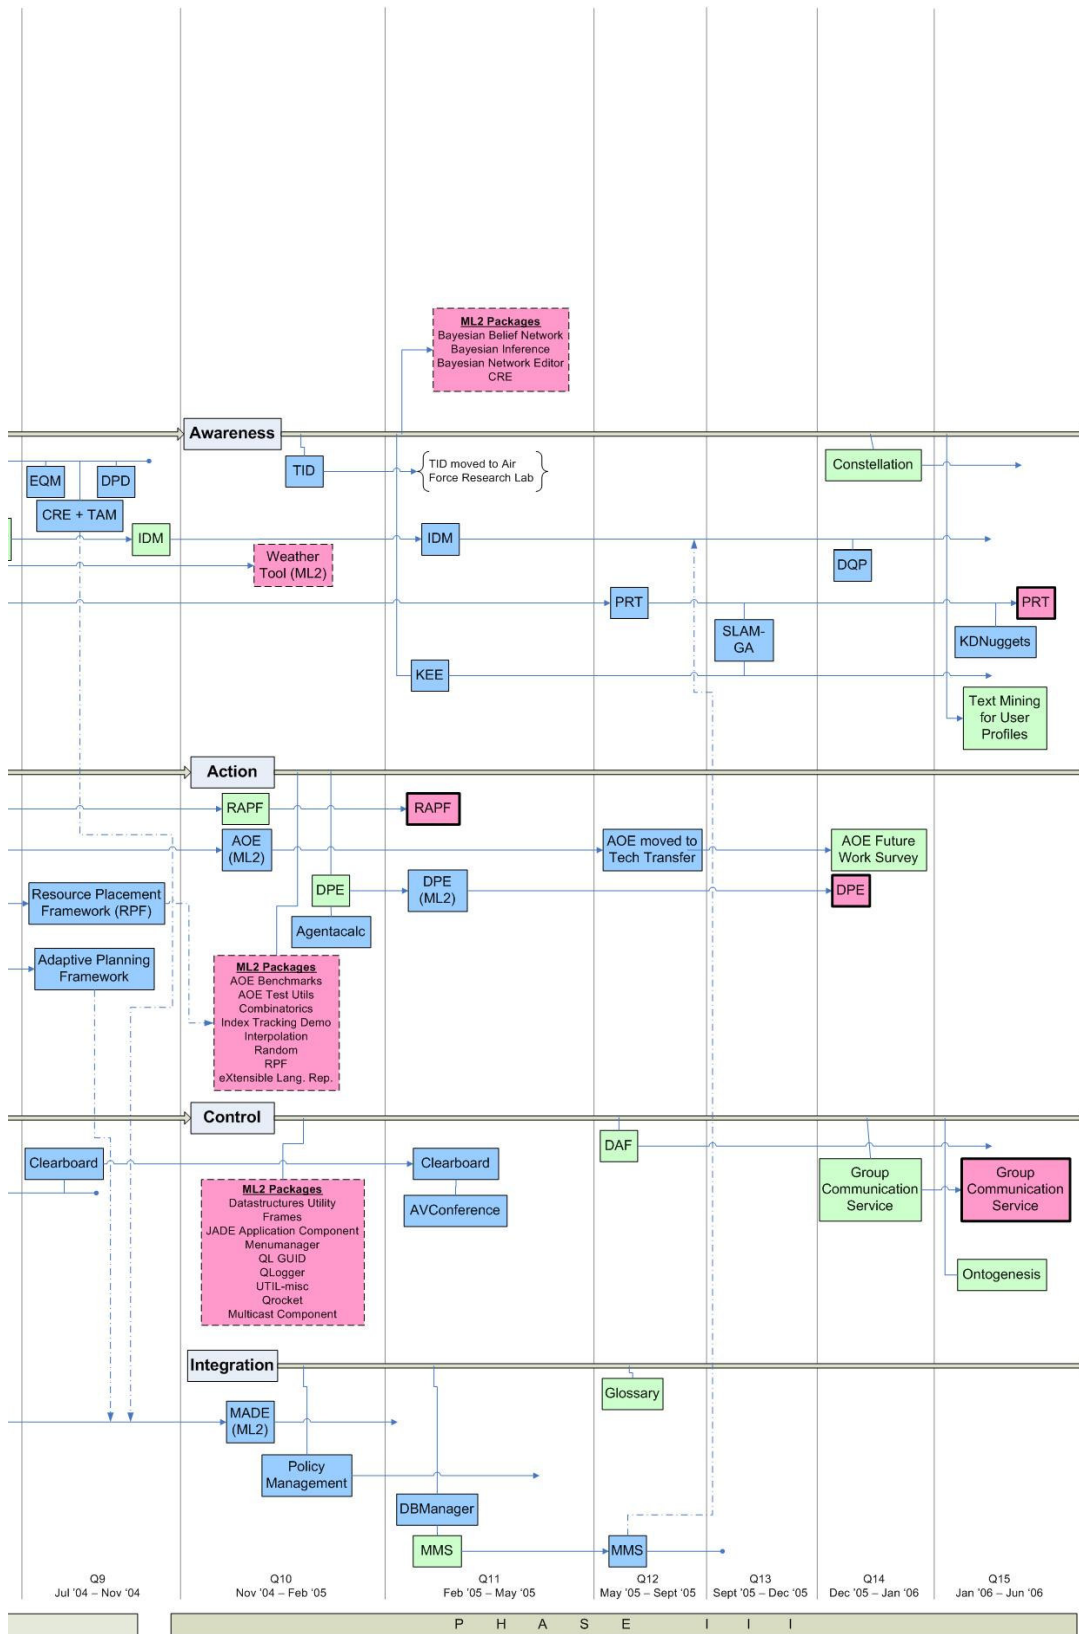 ML2 Packages
Bayesian Belief Network
Bayesian Inference
Bayesian Network Editor
CRE
Awareness
TID
TID moved to Air
Force Research Lab
Constellation
EQM
DPD
CRE + TAM
IDM
IDM
Weather
Tool (ML2)
DQP
PRT
PRT
SLAM-
GA
KDNuggets
KEE
Text Mining
for User
Profiles
Action
RAPF
RAPF
AOE
(ML2)
AOE moved to
Tech Transfer
AOE Future
Work Survey
Resource Placement
Framework (RPF)
DPE
DPE
(ML2)
DPE
Agentacalc
Adaptive Planning
Framework
ML2 Packages
AOE Benchmarks
AOE Test Utils
Combinatorics
Index Tracking Demo
Interpolation
Random
RPF
eXtensible Lang. Rep.
Control
DAF
Clearboard
Clearboard
Group
Communication
Service
Group
Communication
Service
ML2 Packages
Datastructures Utility
Frames
JADE Application Component
Menumanager
QL GUID
QLogger
UTIL-misc
Qrocket
Multicast Component
AVConference
Ontogenesis
Integration
Glossary
MADE
(ML2)
Policy
Management
DBManager
MMS
MMS
Q9
Jul '04 – Nov '04
Q10
Nov '04 – Feb '05
Q11
Feb '05 – May '05
Q12
May '05 – Sept '05
Q13
Sept '05 – Dec '05
Q14
Dec '05 – Jan '06
Q15
Jan '06 – Jun '06
P H A S E I I I